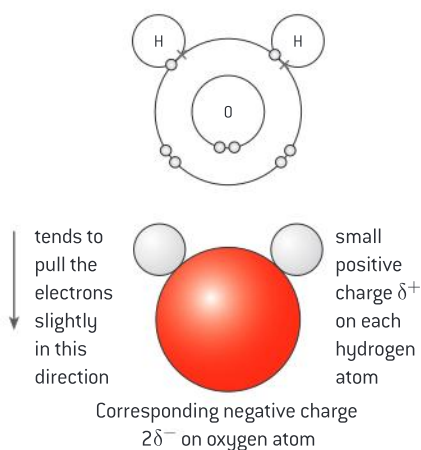 H
H
O
tends to
pull the
electrons
slightly
in this
direction
small
positive
charge δ⁺
on each
hydrogen
atom
Corresponding negative charge
2δ⁻ on oxygen atom